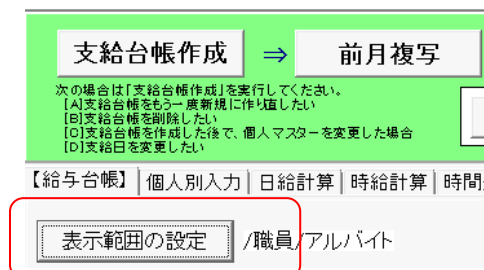 支給台帳作成 ⇒ 前月複写
次の場合は「支給台帳作成」を実行してください。
[A]支給台帳をもう一度新規に作り直したい
[B]支給台帳を削除したい
[C]支給台帳を作成した後で、個人マスターを変更した場合
[D]支給日を変更したい
【給与台帳】 個人別入力 日給計算 時給計算 時間
表示範囲の設定 /職員/アルバイト